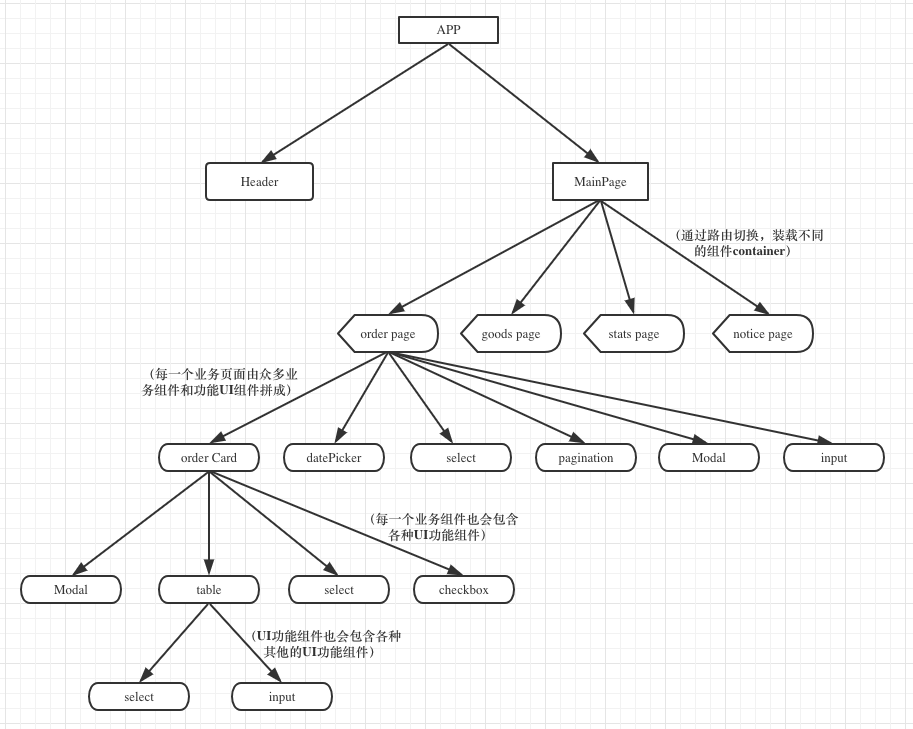 APP
Header
MainPage
（通过路由切换，装载不同
的组件container）
order page
goods page
stats page
notice page
（每一个业务页面由众多业
务组件和功能UI组件拼成）
order Card
datePicker
select
pagination
Modal
input
（每一个业务组件也会包含
各种UI功能组件）
Modal
table
select
checkbox
（UI功能组件也会包含各种
其他的UI功能组件）
select
input